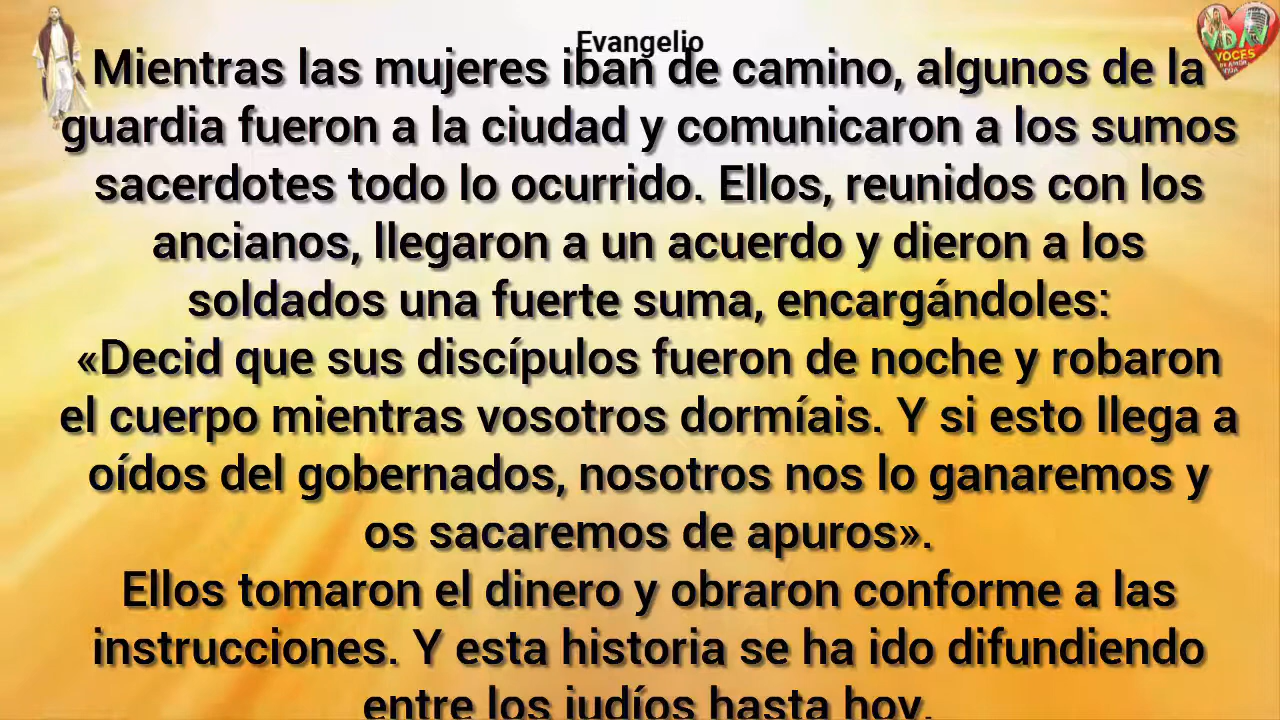 Evangelio
Mientras las mujeres iban de camino, algunos de la
guardia fueron a la ciudad y comunicaron a los sumos
sacerdotes todo lo ocurrido. Ellos, reunidos con los
ancianos, llegaron a un acuerdo y dieron a los
soldados una fuerte suma, encargándoles:
«Decid que sus discípulos fueron de noche y robaron
el cuerpo mientras vosotros dormíais. Y si esto llega a
oídos del gobernados, nosotros nos lo ganaremos y
os sacaremos de apuros».
Ellos tomaron el dinero y obraron conforme a las
instrucciones. Y esta historia se ha ido difundiendo
entre los judíos hasta hoy.
VOCES